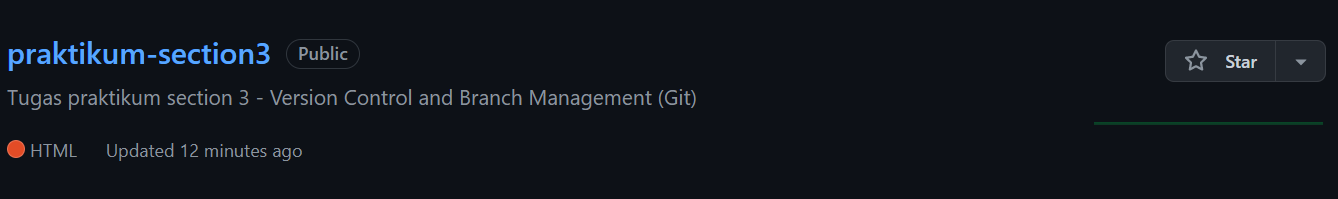 praktikum-section3 Public Star
Tugas praktikum section 3 - Version Control and Branch Management (Git)
HTML Updated 12 minutes ago